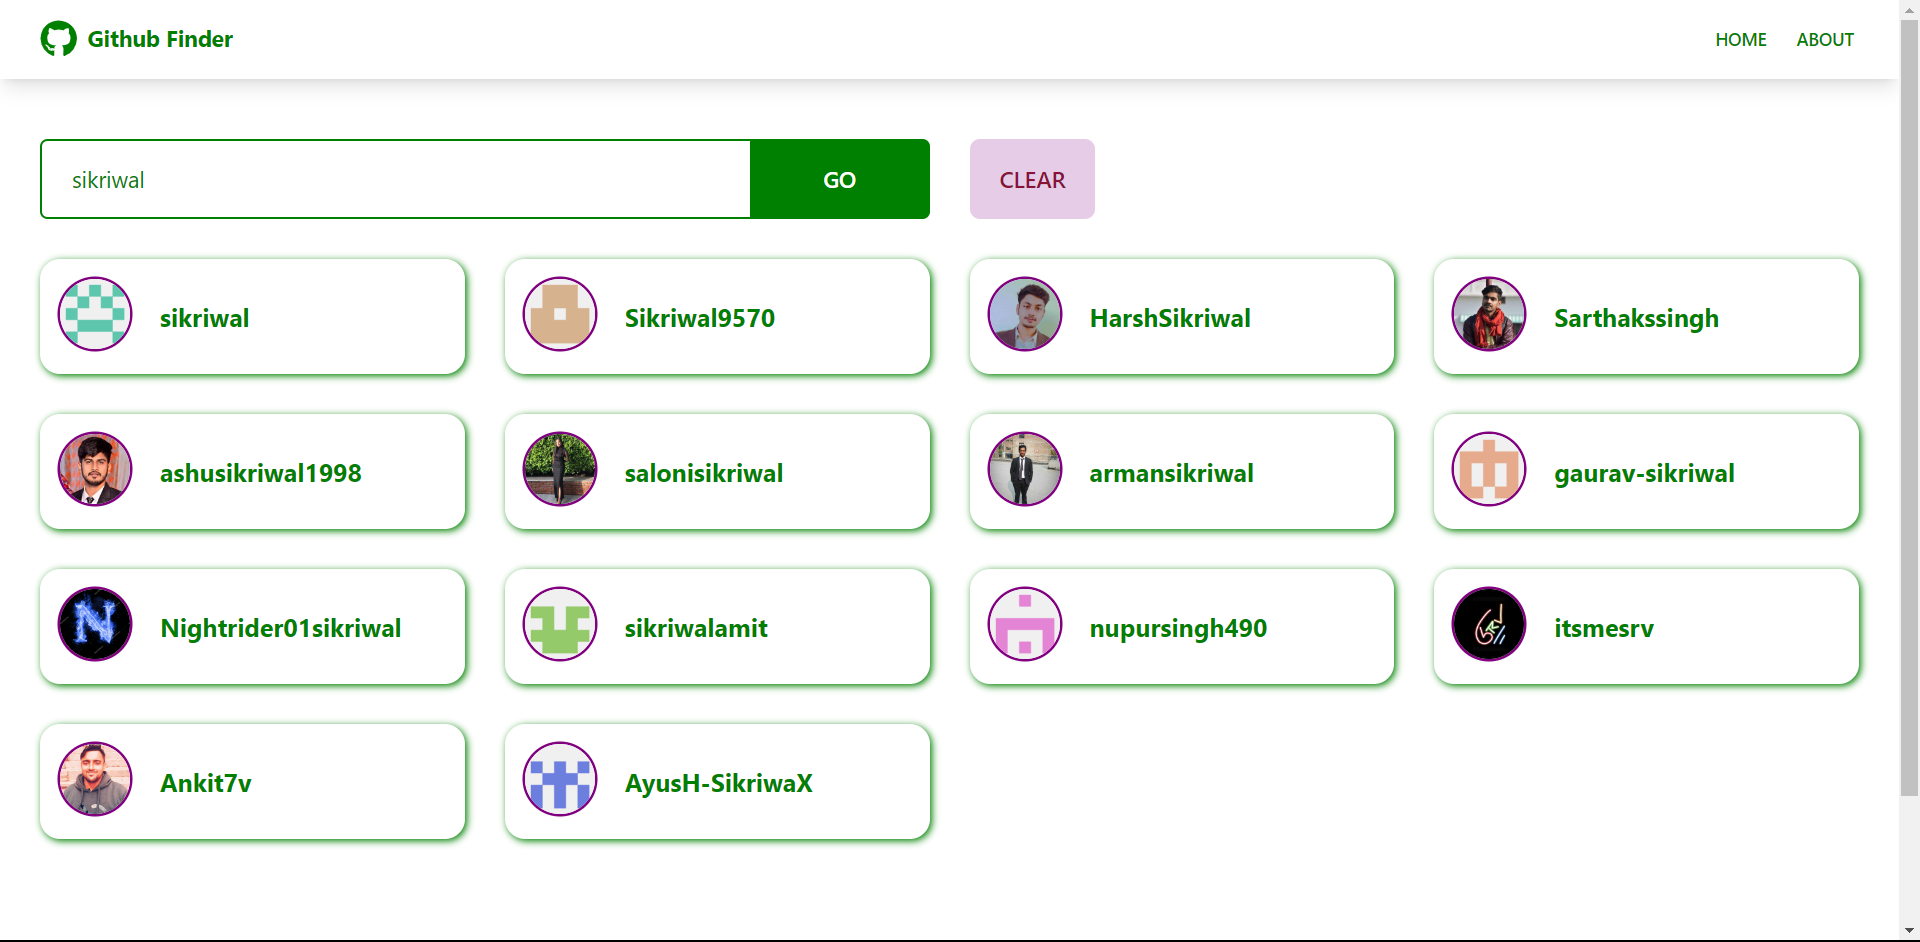 Github Finder
HOME ABOUT
sikriwal
GO
CLEAR
sikriwal
Sikriwal9570
HarshSikriwal
Sarthakssingh
ashusikriwal1998
salonisikriwal
armansikriwal
gaurav-sikriwal
N
Nightrider01sikriwal
sikriwalamit
nupursingh490
itsmesrv
Ankit7v
AyusH-SikriwaX